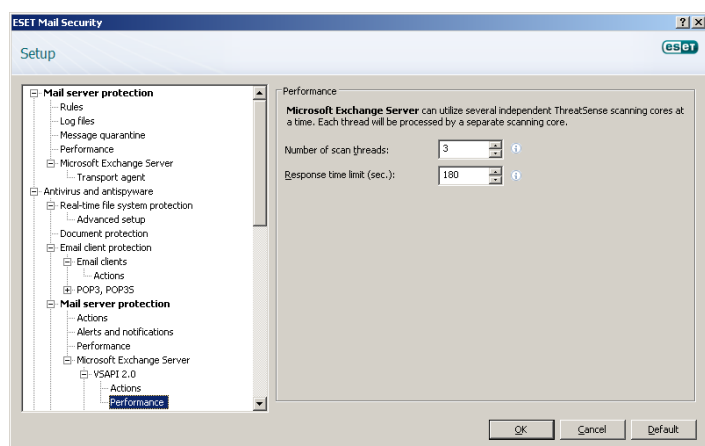 ESET Mail Security
Setup
eset
Mail server protection
Rules
Log files
Message quarantine
Performance
Microsoft Exchange Server
Transport agent
Antivirus and antispyware
Real-time file system protection
Advanced setup
Document protection
Email client protection
Email clients
Actions
POP3, POP3S
Mail server protection
Actions
Alerts and notifications
Performance
Microsoft Exchange Server
VSAPI 2.0
Actions
Performance
Performance
Microsoft Exchange Server can utilize several independent ThreatSense scanning cores at
a time. Each thread will be processed by a separate scanning core.
Number of scan threads: 3
Response time limit (sec.): 180
OK Cancel Default